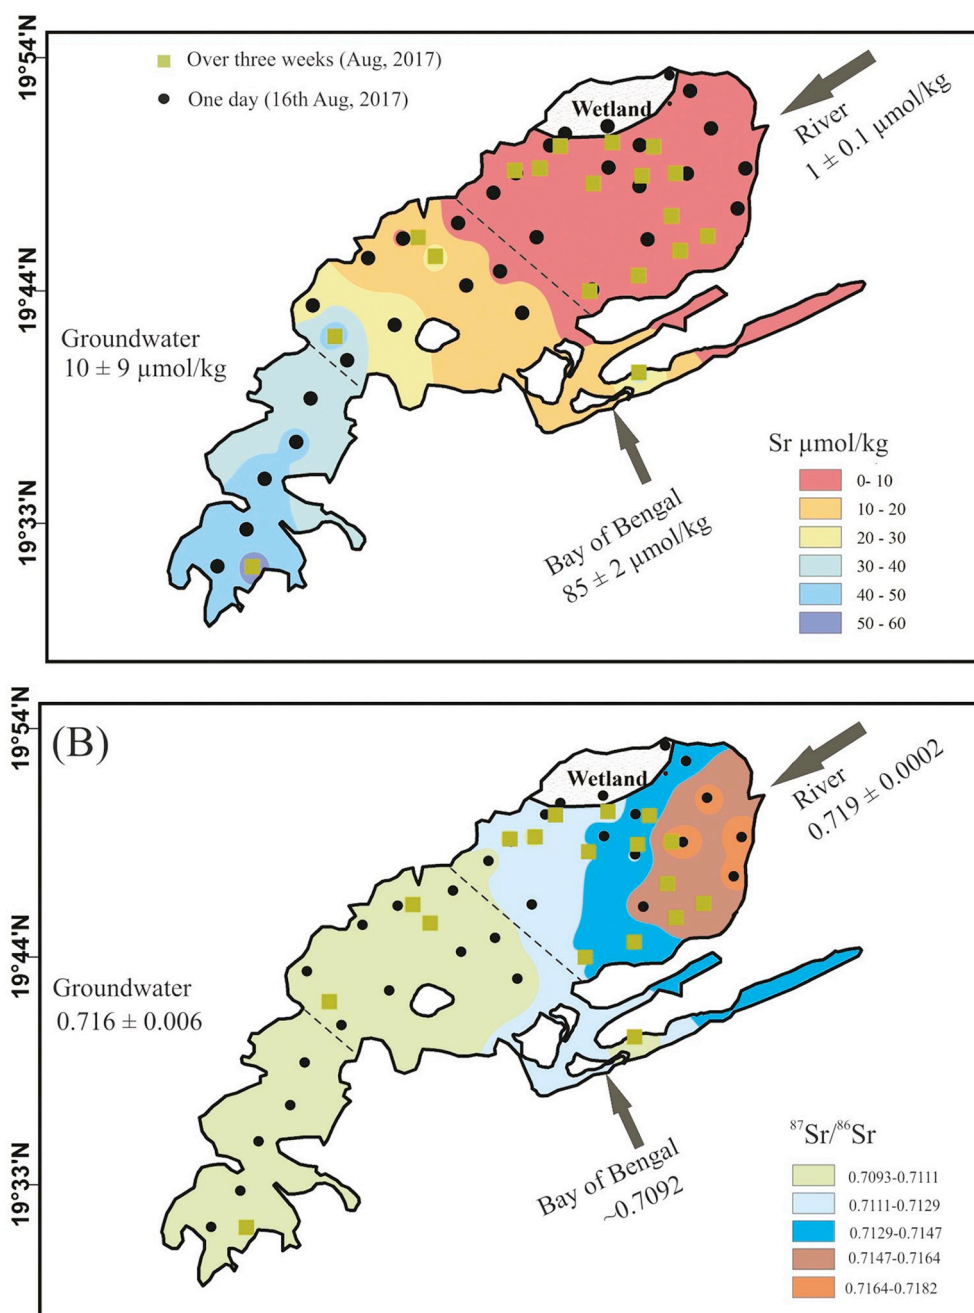 19°54'N
Over three weeks (Aug, 2017)
One day (16th Aug, 2017)
Wetland
River
1 ± 0.1 µmol/kg
19°44'N
Groundwater
10 ± 9 µmol/kg
Bay of Bengal
85 ± 2 µmol/kg
19°33'N
Sr µmol/kg
0- 10
10 - 20
20 - 30
30 - 40
40 - 50
50 - 60
(B)
19°54'N
Wetland
River
0.719 ± 0.0002
19°44'N
Groundwater
0.716 ± 0.006
Bay of Bengal
~0.7092
19°33'N
⁸⁷Sr/⁸⁶Sr
0.7093-0.7111
0.7111-0.7129
0.7129-0.7147
0.7147-0.7164
0.7164-0.7182